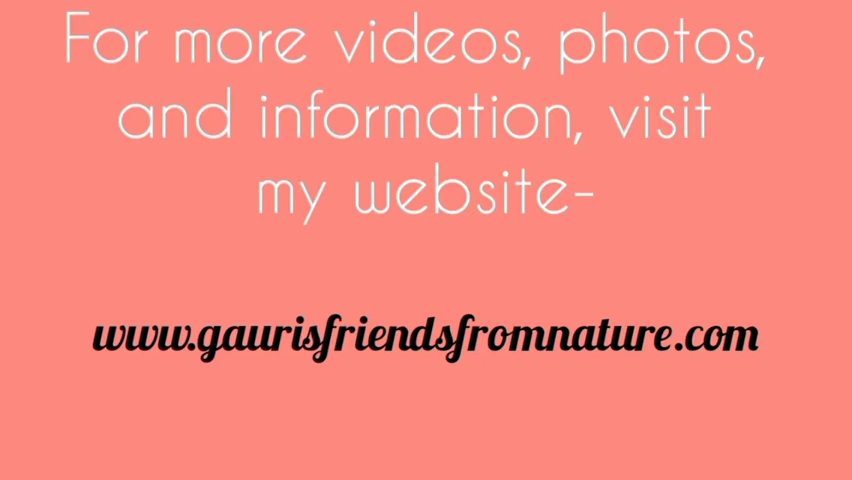 For more videos, photos,
and information, visit
my website-
www.gaurisfriendsfromnature.com